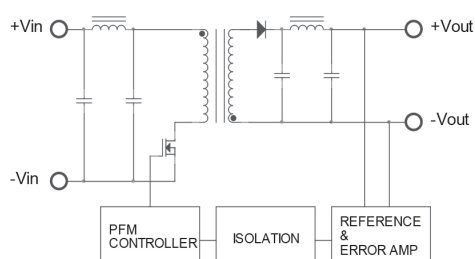 +Vin
+Vout
-Vout
-Vin
PFM
CONTROLLER
ISOLATION
REFERENCE
&
ERROR AMP